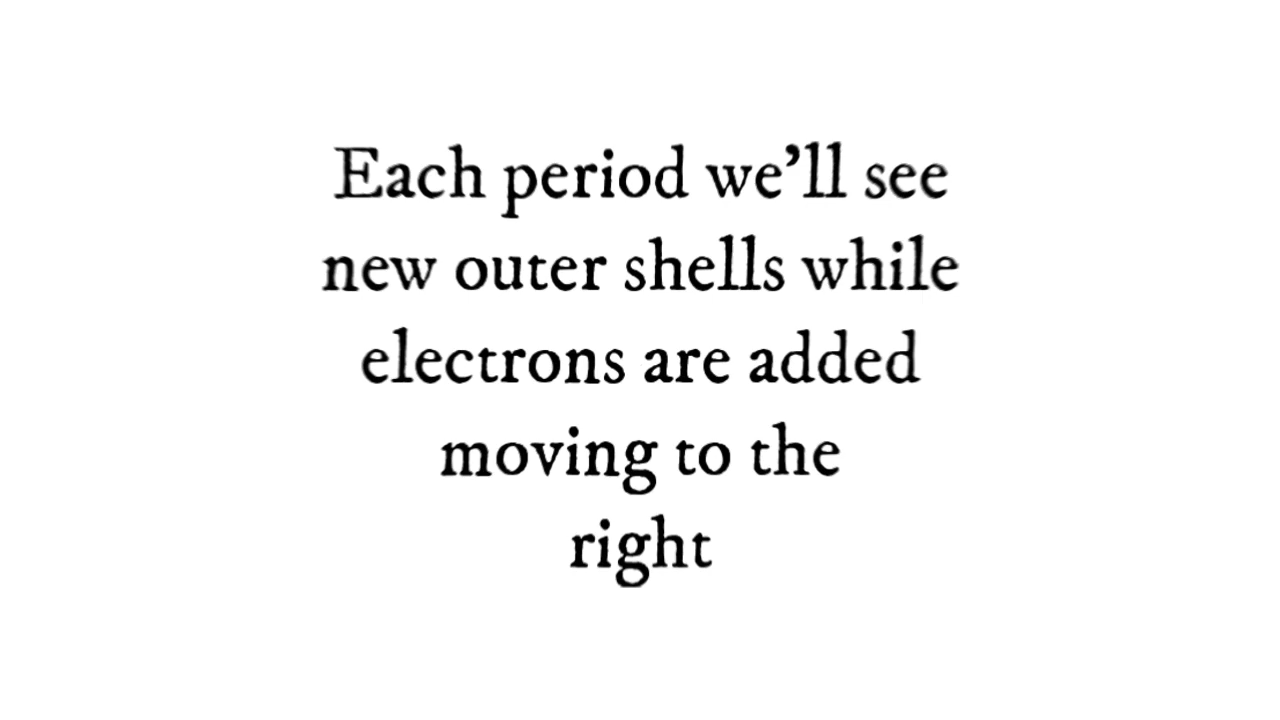 Each period we’ll see
new outer shells while
electrons are added
moving to the
right